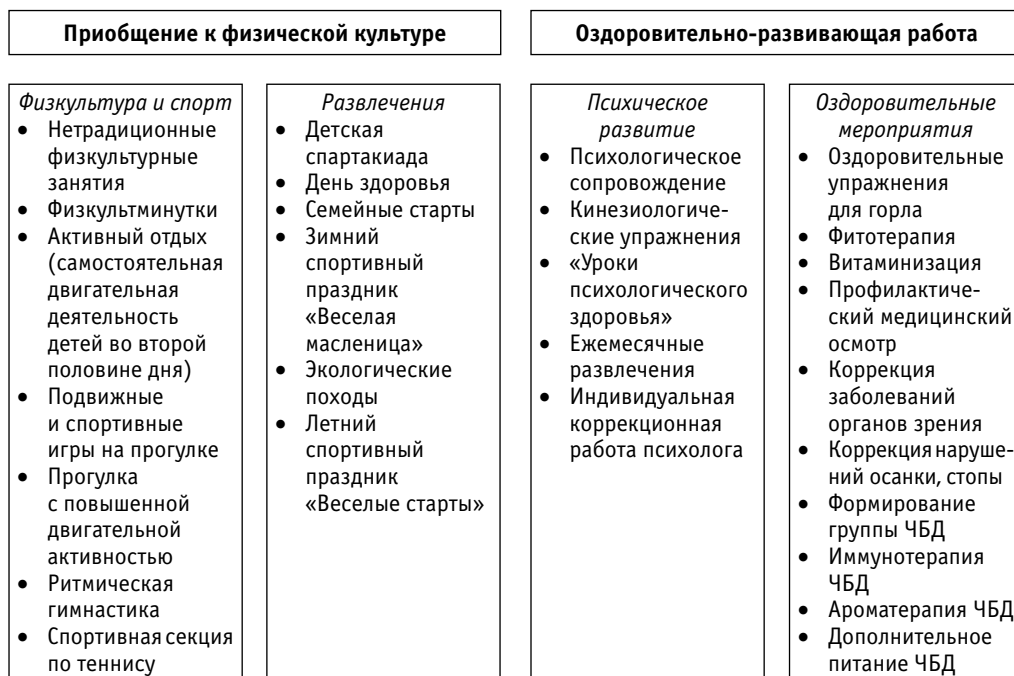 Приобщение к физической культуре
Оздоровительно-развивающая работа
Физкультура и спорт
• Нетрадиционные
физкультурные
занятия
• Физкультминутки
• Активный отдых
(самостоятельная
двигательная
деятельность
детей во второй
половине дня)
• Подвижные
и спортивные
игры на прогулке
• Прогулка
с повышенной
двигательной
активностью
• Ритмическая
гимнастика
• Спортивная секция
по теннису
Развлечения
• Детская
спартакиада
• День здоровья
• Семейные старты
• Зимний
спортивный
праздник
«Веселая
масленица»
• Экологические
походы
• Летний
спортивный
праздник
«Веселые старты»
Психическое
развитие
• Психологическое
сопровождение
• Кинезиологиче-
ские упражнения
• «Уроки
психологического
здоровья»
• Ежемесячные
развлечения
• Индивидуальная
коррекционная
работа психолога
Оздоровительные
мероприятия
• Оздоровительные
упражнения
для горла
• Фитотерапия
• Витаминизация
• Профилактиче-
ский медицинский
осмотр
• Коррекция
заболеваний
органов зрения
• Коррекция наруше-
ний осанки, стопы
• Формирование
группы ЧБД
• Иммунотерапия
ЧБД
• Ароматерапия ЧБД
• Дополнительное
питание ЧБД